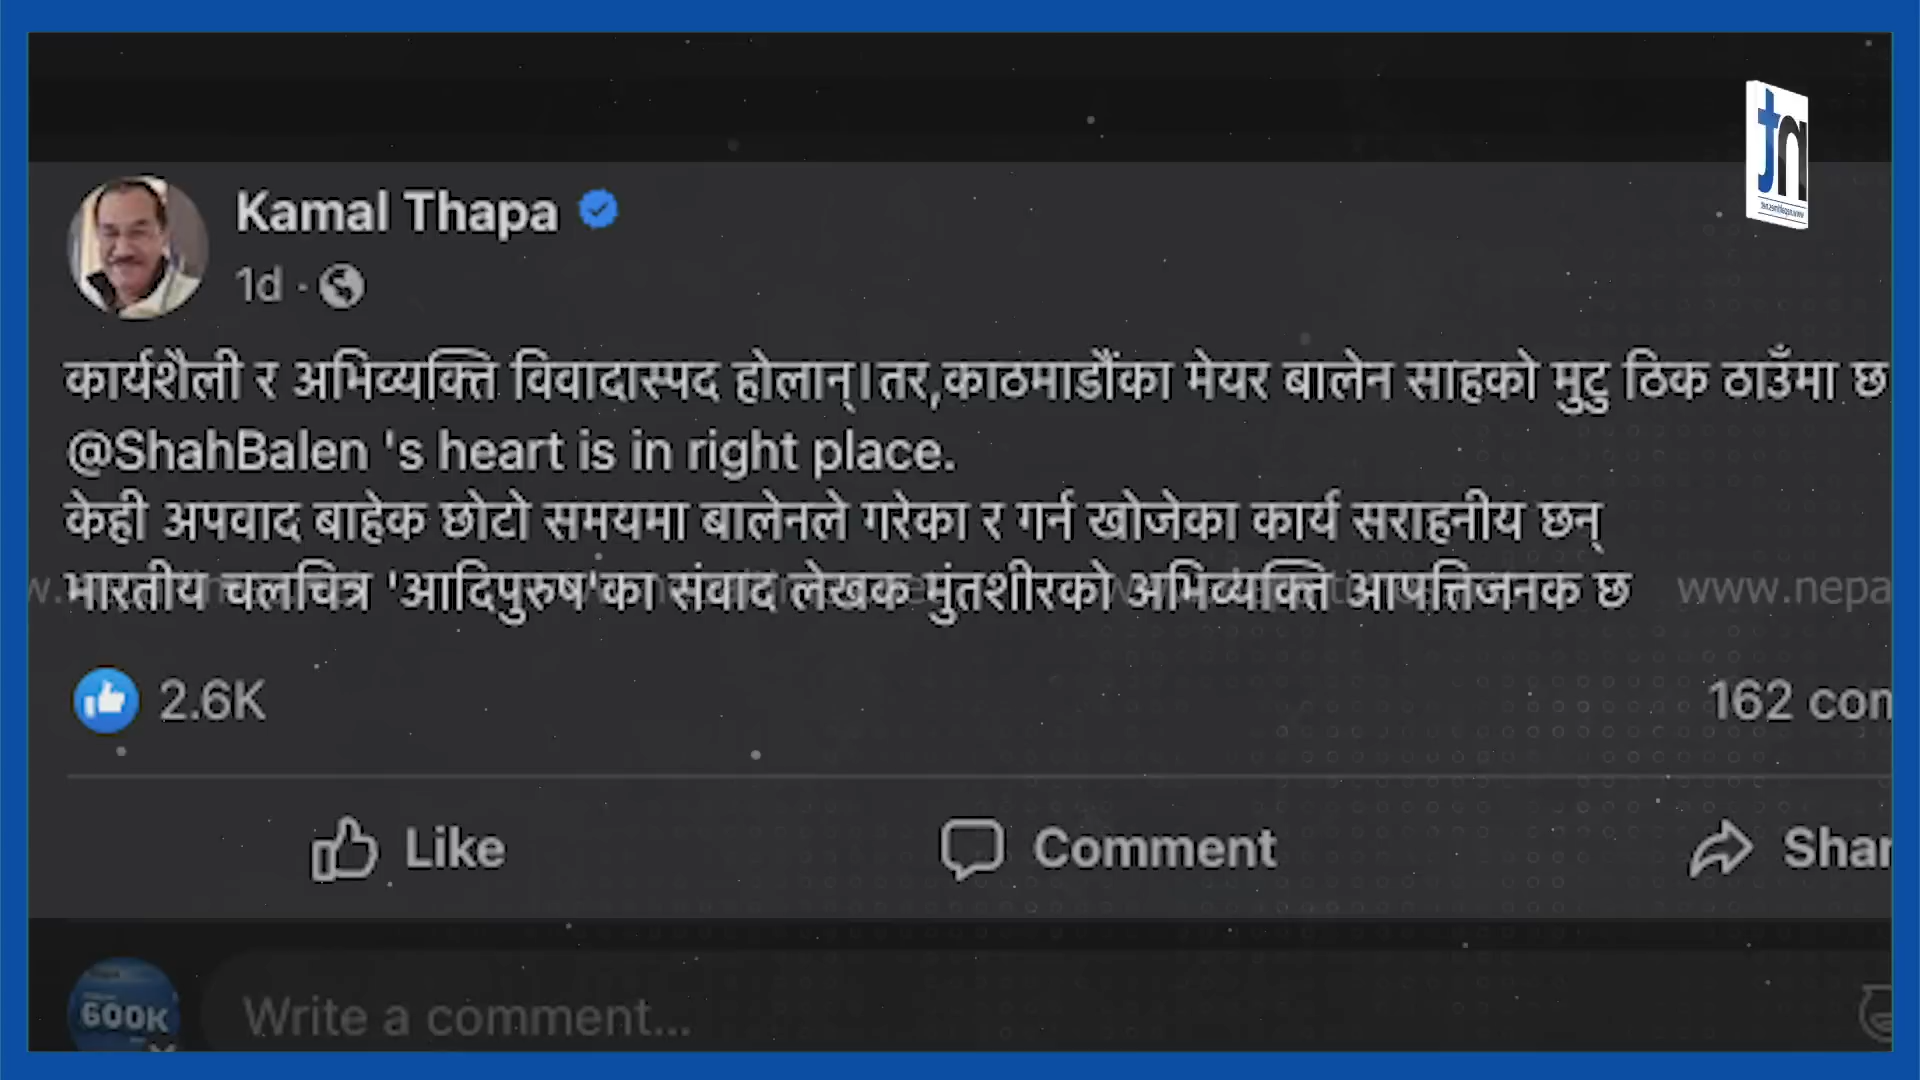 Kamal Thapa
1d ·
कार्यशैली र अभिव्यक्ति विवादास्पद होलान्।तर,काठमाडौंका मेयर बालेन साहको मुटु ठिक ठाउँमा छ
@ShahBalen 's heart is in right place.
केही अपवाद बाहेक छोटो समयमा बालेनले गरेका र गर्न खोजेका कार्य सराहनीय छन्
भारतीय चलचित्र 'आदिपुरुष'का संवाद लेखक मुंतशीरको अभिव्यक्ति आपत्तिजनक छ
www.nepa
2.6K
162 com
Like
Comment
Shar
600K
Write a comment...